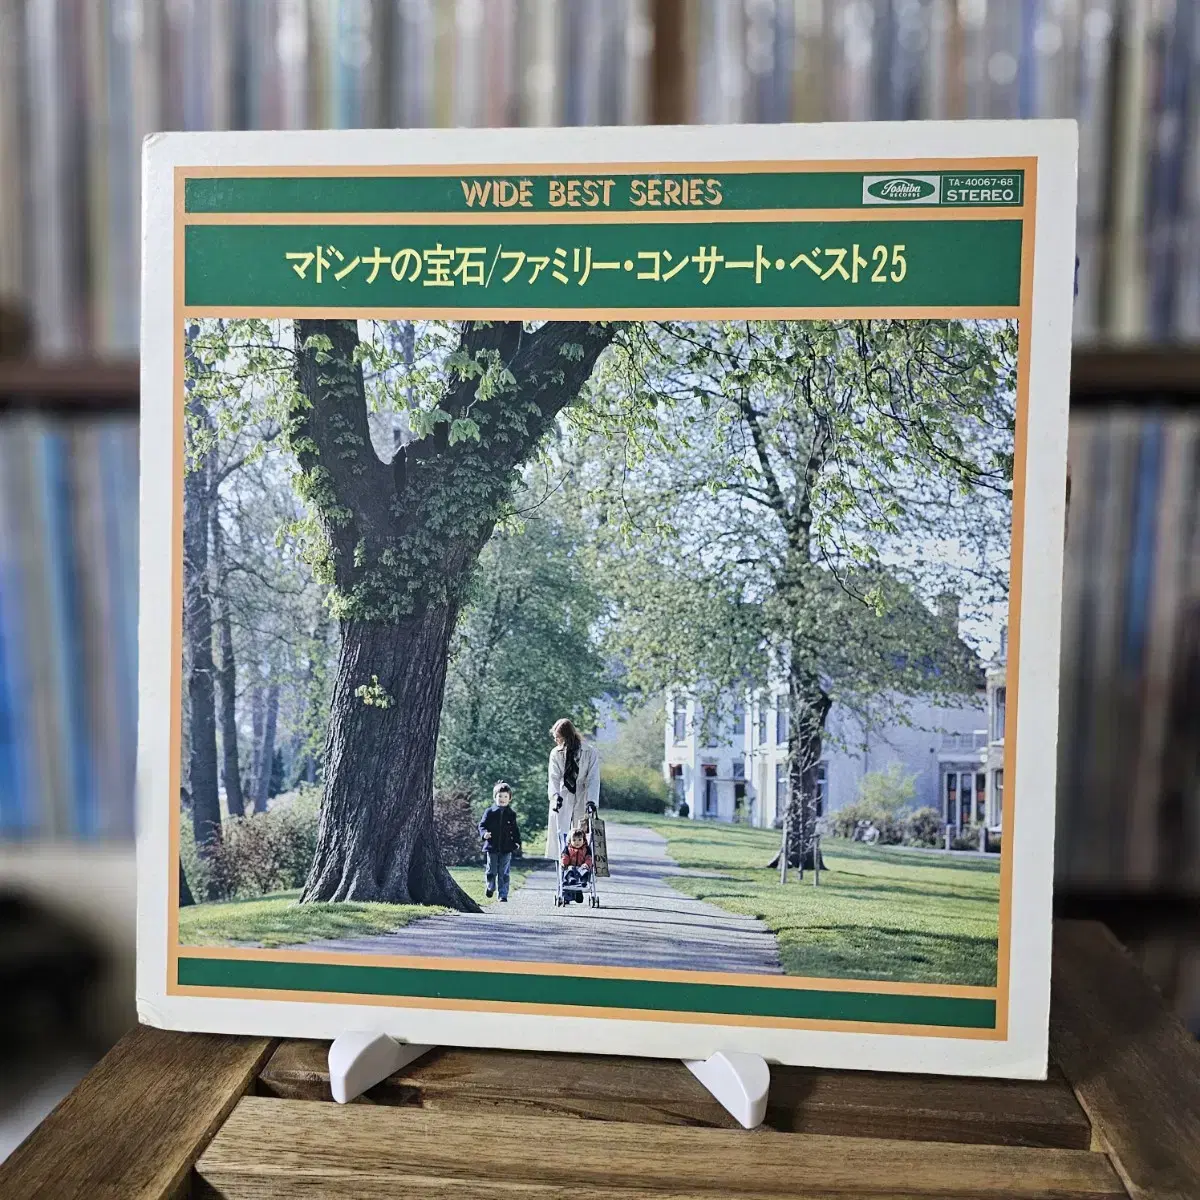 WIDE BEST SERIES
Toshiba
RECORDS
TA-40067-68
STEREO
マドンナの宝石/ファミリー・コンサート・ベスト25